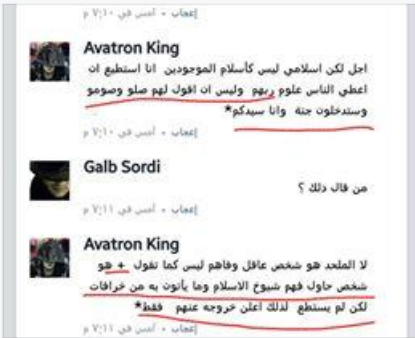 إعجاب • أمس في ٧:١٠ م
Avatron King
اجل لكن اسلامي ليس كأسلام الموجودين انا استطيع ان
اعطي الناس علوم ربهم وليس ان اقول لهم صلو وصومو
وستدخلون جنة وانا سيدكم*
إعجاب • أمس في ٧:١٠ م
Galb Sordi
من قال دلك ؟
إعجاب • أمس في ٧:١١ م
Avatron King
لا الملحد هو شخص عاقل وفاهم ليس كما تقول + هو
شخص حاول فهم شيوخ الاسلام وما يأتون به من خرافات
لكن لم يستطع لذلك اعلن خروجه عنهم فقط*
إعجاب • أمس في ٧:١١ م